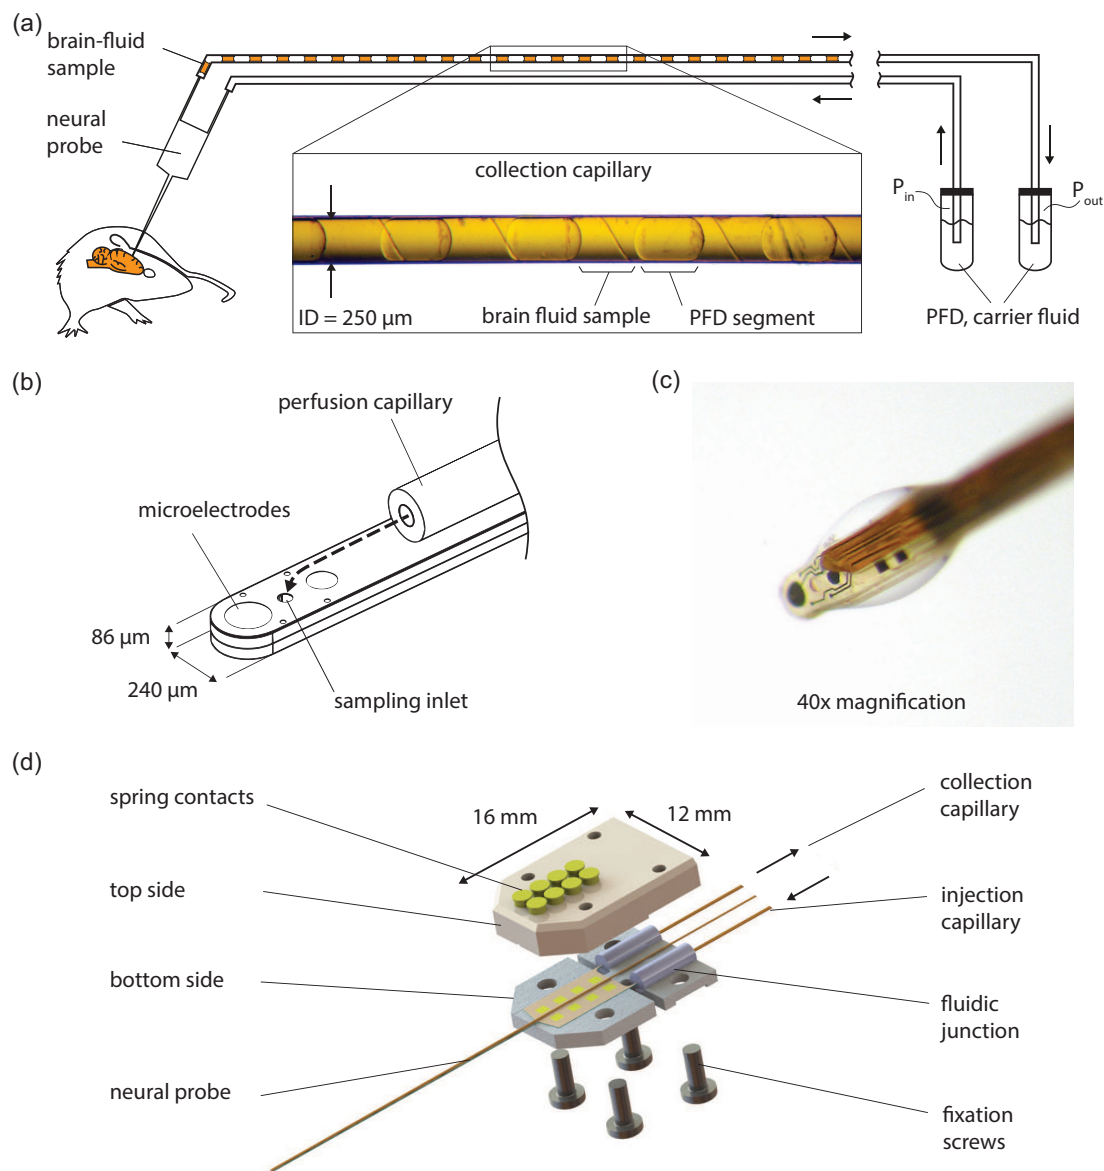 (a)
brain-fluid
sample
neural
probe
collection capillary
ID = 250 µm
brain fluid sample
PFD segment
P in
P out
PFD, carrier fluid
(b)
perfusion capillary
microelectrodes
86 µm
240 µm
sampling inlet
(c)
40x magnification
(d)
spring contacts
16 mm
12 mm
collection
capillary
top side
injection
capillary
bottom side
fluidic
junction
neural probe
fixation
screws